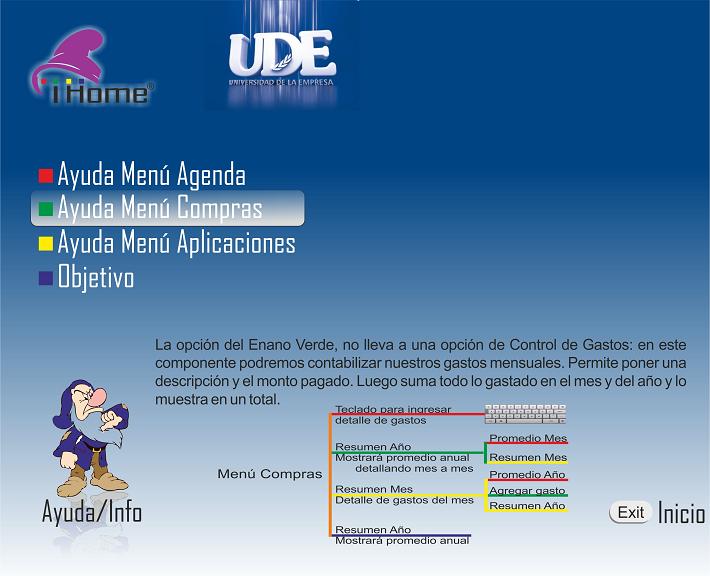 iHome®
UDE
UNIVERSIDAD DE LA EMPRESA
Ayuda Menú Agenda
Ayuda Menú Compras
Ayuda Menú Aplicaciones
Objetivo
La opción del Enano Verde, no lleva a una opción de Control de Gastos: en este
componente podremos contabilizar nuestros gastos mensuales. Permite poner una
descripción y el monto pagado. Luego suma todo lo gastado en el mes y del año y lo
muestra en un total.
Menú Compras
Teclado para ingresar
detalle de gastos
Resumen Año
Mostrará promedio anual
detallando mes a mes
Promedio Mes
Resumen Mes
Resumen Mes
Detalle de gastos del mes
Promedio Año
Agregar gasto
Resumen Año
Resumen Año
Mostrará promedio anual
Ayuda/Info
Exit Inicio